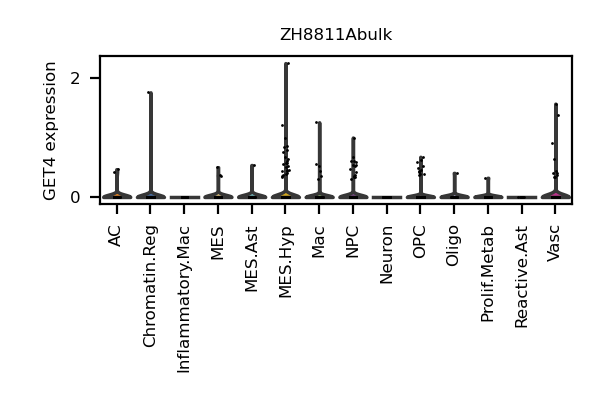 ZH8811Abulk
GET4 expression
2
0
AC
Chromatin.Reg
Inflammatory.Mac
MES
MES.Ast
MES.Hyp
Mac
NPC
Neuron
OPC
Oligo
Prolif.Metab
Reactive.Ast
Vasc